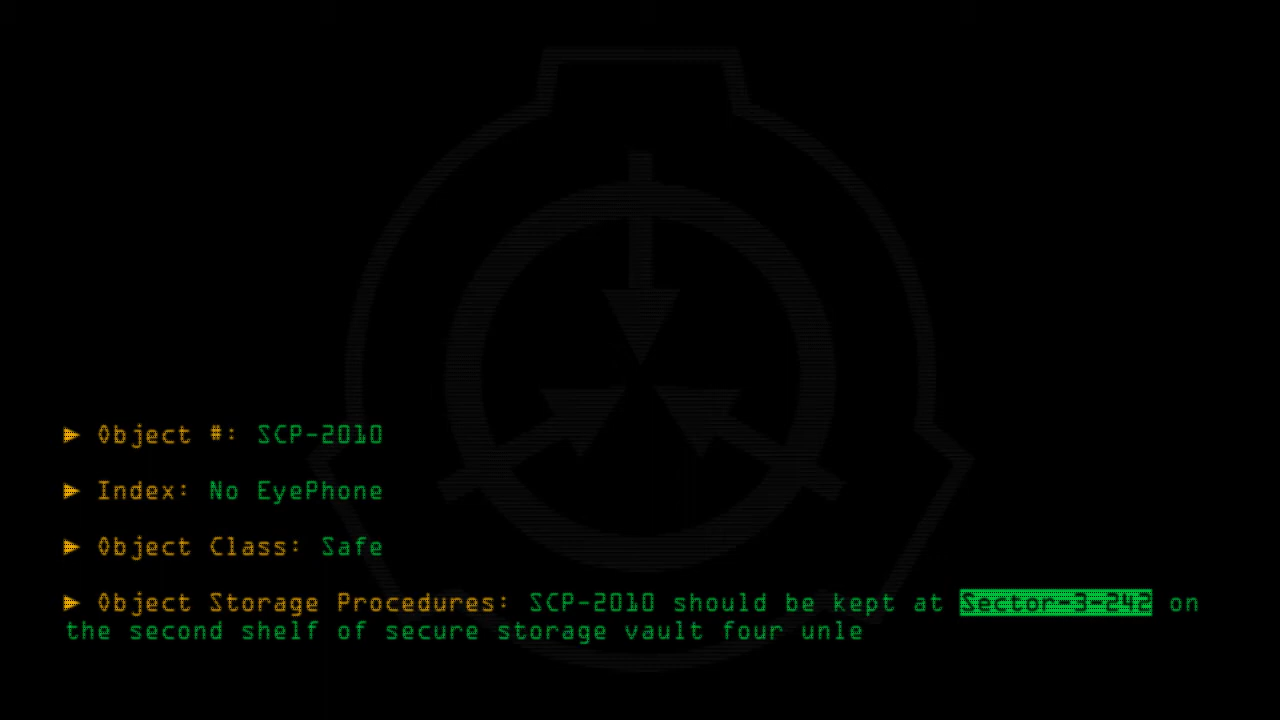 ► Object #: SCP-2010
► Index: No EyePhone
► Object Class: Safe
► Object Storage Procedures: SCP-2010 should be kept at Sector-3-242 on
the second shelf of secure storage vault four unle